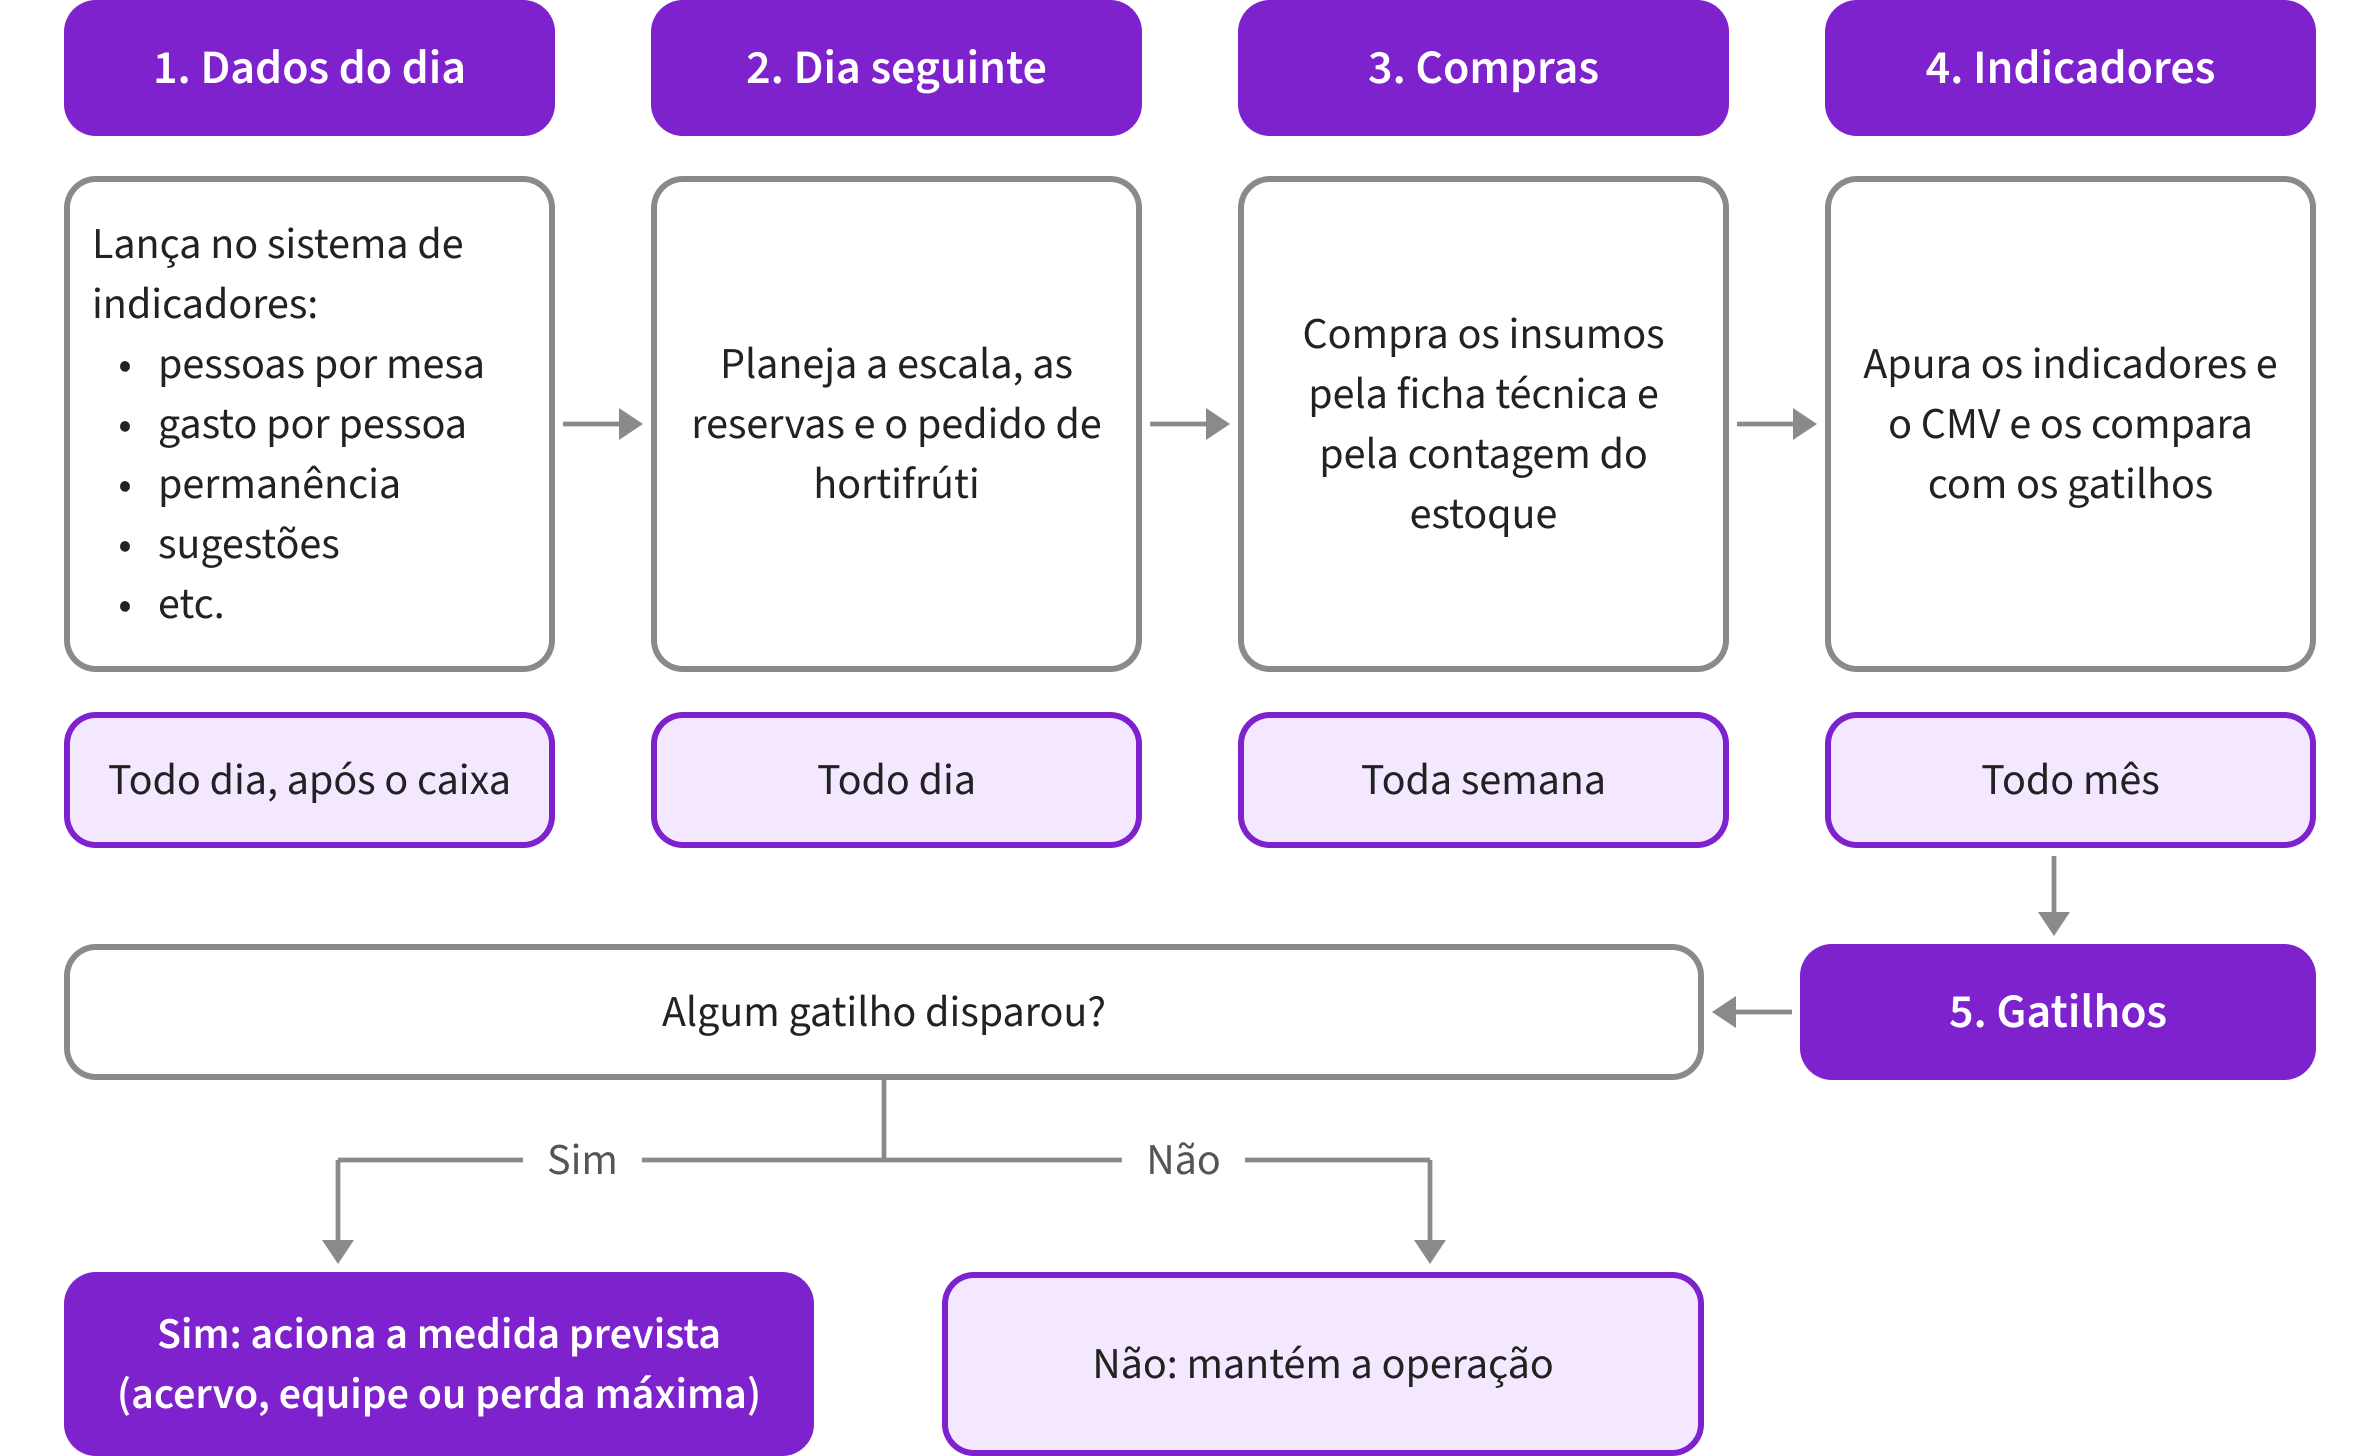 1. Dados do dia
2. Dia seguinte
3. Compras
4. Indicadores
Lança no sistema de
indicadores:
• pessoas por mesa
• gasto por pessoa
• permanência
• sugestões
• etc.
Planeja a escala, as
reservas e o pedido de
hortifrúti
Compra os insumos
pela ficha técnica e
pela contagem do
estoque
Apura os indicadores e
o CMV e os compara
com os gatilhos
Todo dia, após o caixa
Todo dia
Toda semana
Todo mês
Algum gatilho disparou?
5. Gatilhos
Sim
Não
Sim: aciona a medida prevista
(acervo, equipe ou perda máxima)
Não: mantém a operação